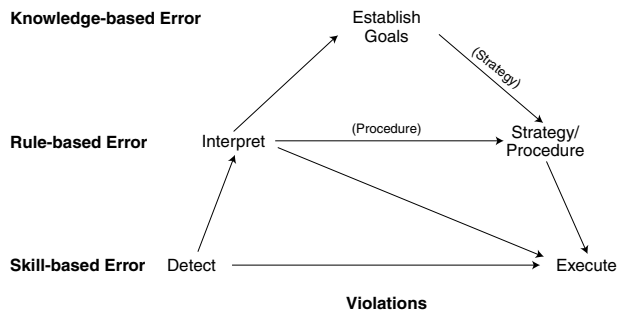 Knowledge-based Error
Establish
Goals
(Strategy)
Rule-based Error
Interpret
(Procedure)
Strategy/
Procedure
Skill-based Error
Detect
Execute
Violations